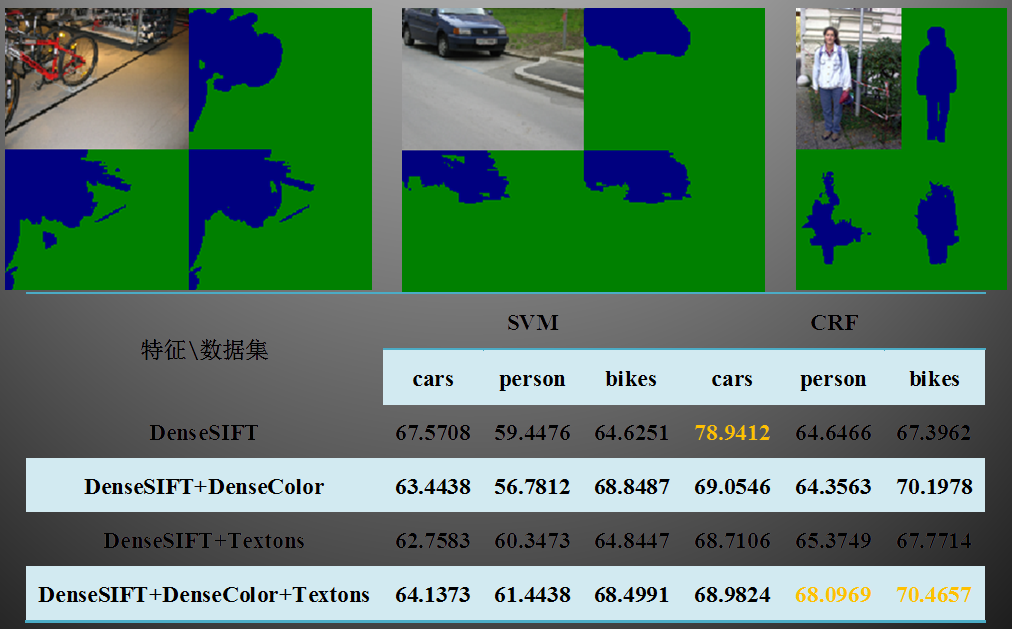 SVM CRF
特征\数据集
cars person bikes cars person bikes
DenseSIFT 67.5708 59.4476 64.6251 78.9412 64.6466 67.3962
DenseSIFT+DenseColor 63.4438 56.7812 68.8487 69.0546 64.3563 70.1978
DenseSIFT+Textons 62.7583 60.3473 64.8447 68.7106 65.3749 67.7714
DenseSIFT+DenseColor+Textons 64.1373 61.4438 68.4991 68.9824 68.0969 70.4657